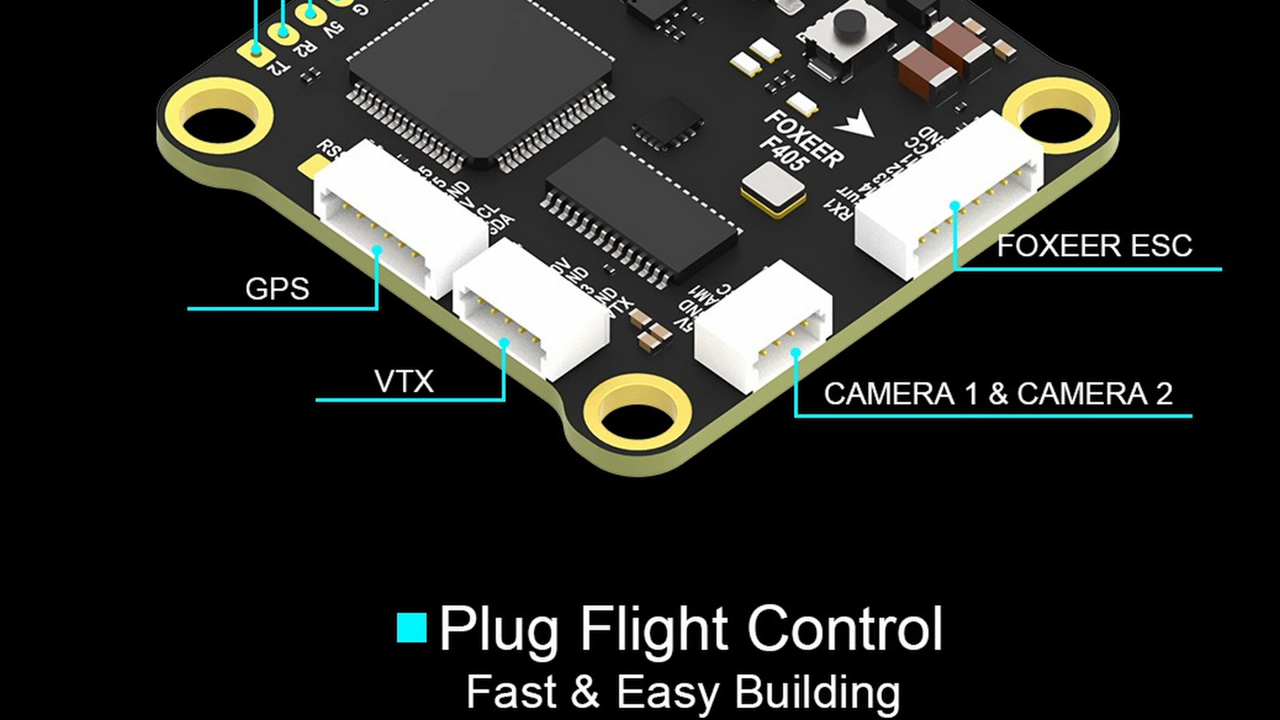 G
5V
R2
T2
FOXEER
F405
RX1
GPS
VTX
FOXEER ESC
CAMERA 1 & CAMERA 2
Plug Flight Control
Fast & Easy Building